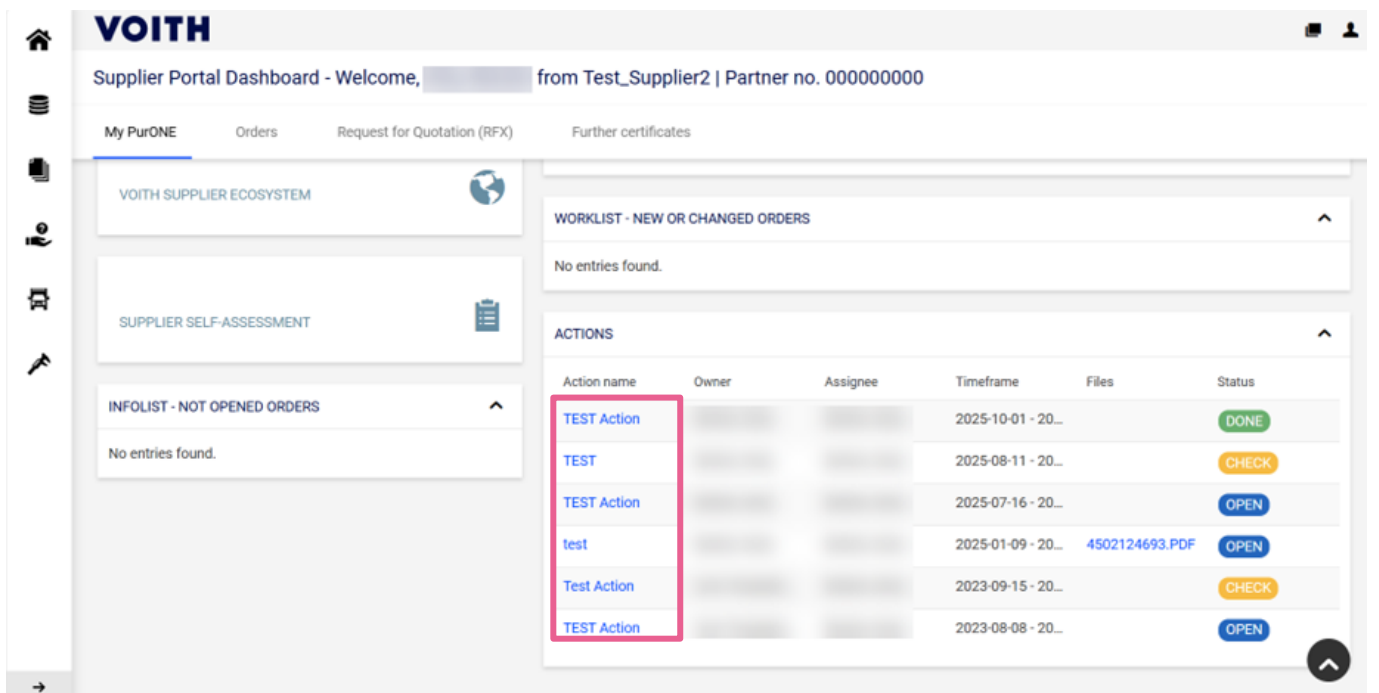 VOITH
Supplier Portal Dashboard - Welcome, from Test_Supplier2 | Partner no. 000000000
My PurONE Orders Request for Quotation (RFX) Further certificates
VOITH SUPPLIER ECOSYSTEM
SUPPLIER SELF-ASSESSMENT
INFOLIST - NOT OPENED ORDERS
No entries found.
WORKLIST - NEW OR CHANGED ORDERS
No entries found.
ACTIONS
Action name Owner Assignee Timeframe Files Status
TEST Action 2025-10-01 - 20... DONE
TEST 2025-08-11 - 20... CHECK
TEST Action 2025-07-16 - 20... OPEN
test 2025-01-09 - 20... 4502124693.PDF OPEN
Test Action 2023-09-15 - 20... CHECK
TEST Action 2023-08-08 - 20... OPEN